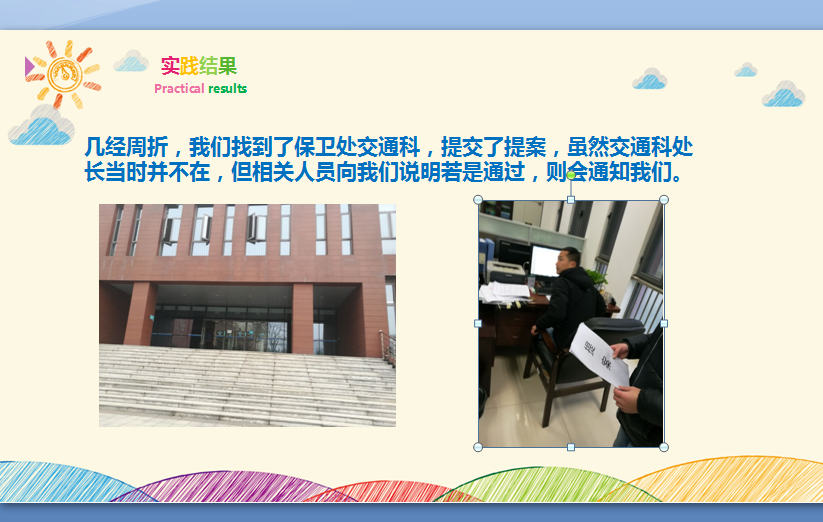 实践结果
Practical results
几经周折，我们找到了保卫处交通科，提交了提案，虽然交通科处
长当时并不在，但相关人员向我们说明若是通过，则会通知我们。